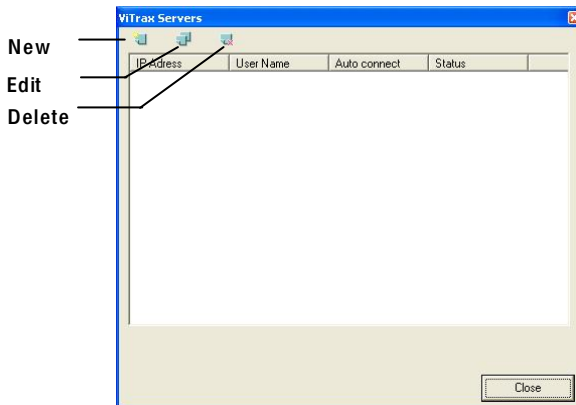 ViTrax Servers
New
Edit
Delete
IP Adress User Name Auto connect Status
Close